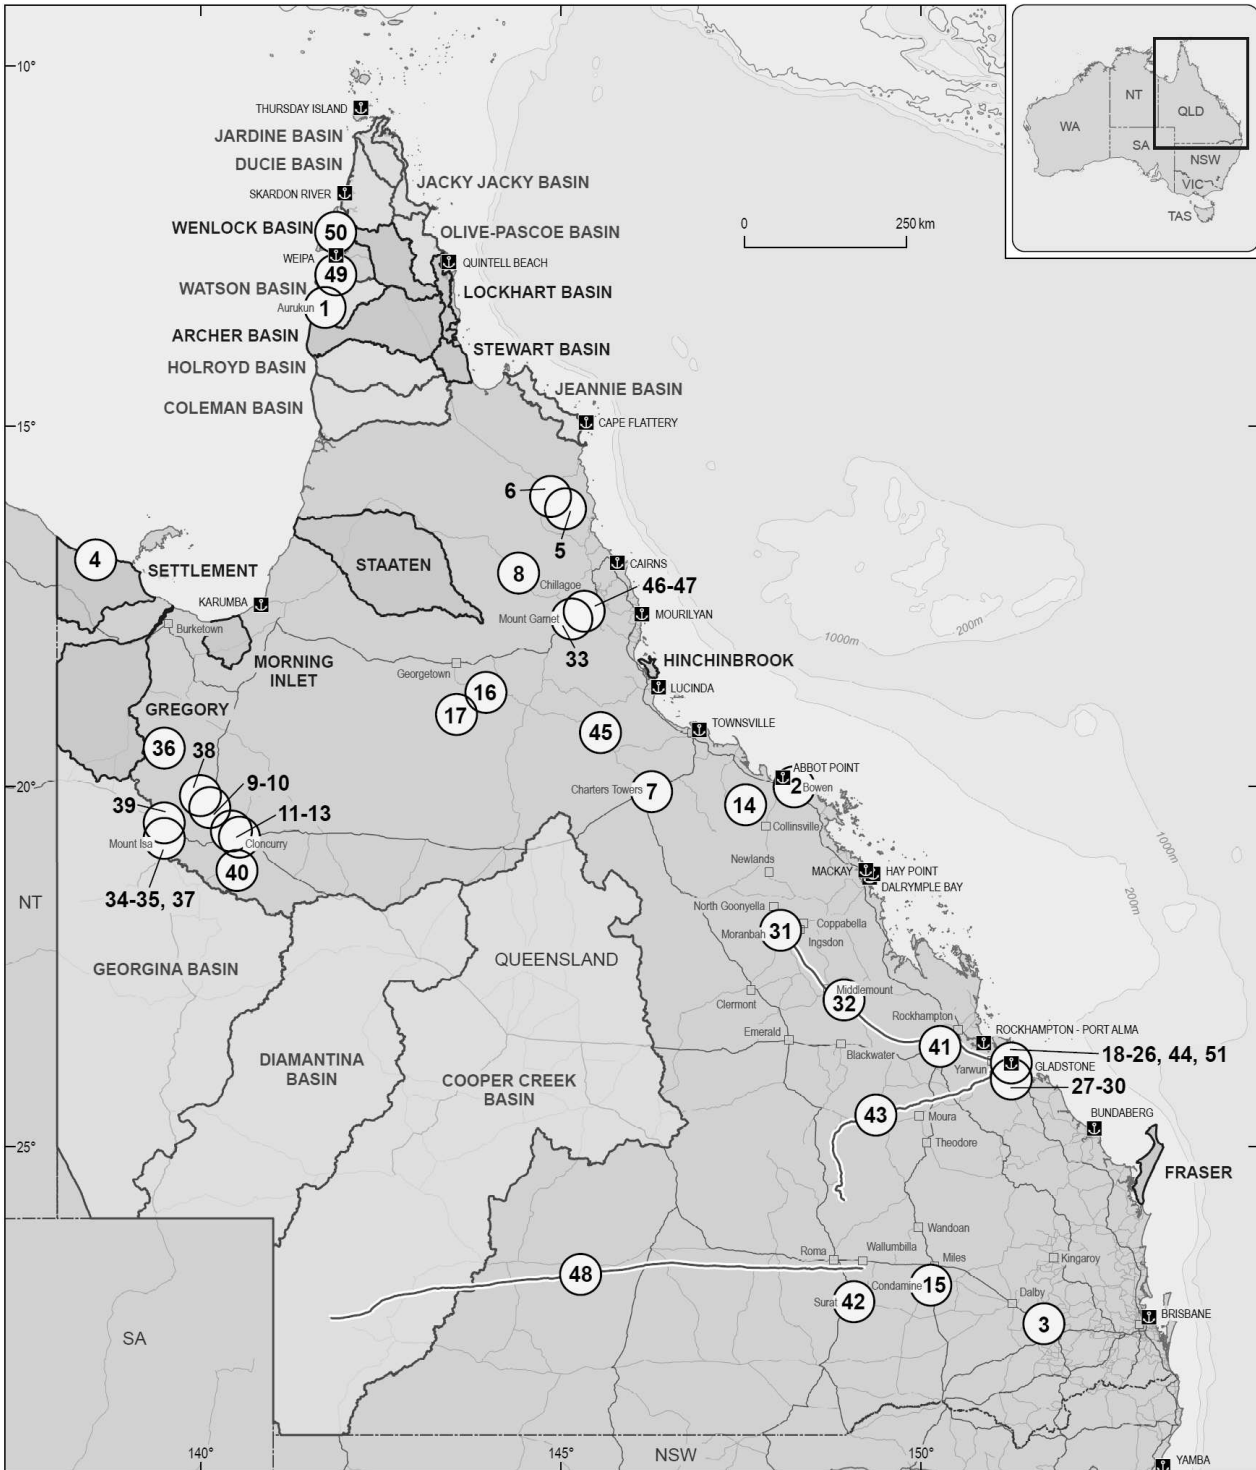 10°
THURSDAY ISLAND
JARDINE BASIN
DUCIE BASIN
JACKY JACKY BASIN
SKARDON RIVER
WENLOCK BASIN
50
OLIVE-PASCOE BASIN
WEIPA
QUINTELL BEACH
49
WATSON BASIN
LOCKHART BASIN
Aurukun
1
ARCHER BASIN
STEWART BASIN
HOLROYD BASIN
JEANNIE BASIN
COLEMAN BASIN
CAPE FLATTERY
0
250 km
NT
QLD
WA
SA
NSW
VIC
TAS
15°
6
5
4
STAATEN
8
Chillagoe
CAIRNS
SETTLEMENT
46-47
KARUMBA
Mount Garnet
MOURILYAN
Burketown
33
1000m
200m
MORNING
INLET
HINCHINBROOK
Georgetown
16
LUCINDA
GREGORY
17
45
TOWNSVILLE
36
38
20°
9-10
ABBOT POINT
39
11-13
Charters Towers
7
14
2
Bowen
Mount Isa
Cloncurry
Collinsville
40
Newlands
MACKAY
HAY POINT
DALRYMPLE BAY
1000m
200m
34-35, 37
NT
North Goonyella
Moranbah
31
Coppabella
Ingsdon
GEORGINA BASIN
QUEENSLAND
Clermont
Middlemount
32
Rockhampton
ROCKHAMPTON - PORT ALMA
Emerald
Blackwater
41
Yarwun
18-26, 44, 51
GLADSTONE
DIAMANTINA
BASIN
COOPER CREEK
BASIN
27-30
43
Moura
BUNDABERG
25°
Theodore
FRASER
Wandoan
Roma
Wallumbilla
Miles
Kingaroy
48
Condamine
15
Surat
42
Dalby
BRISBANE
3
SA
140°
145°
NSW
150°
YAMBA